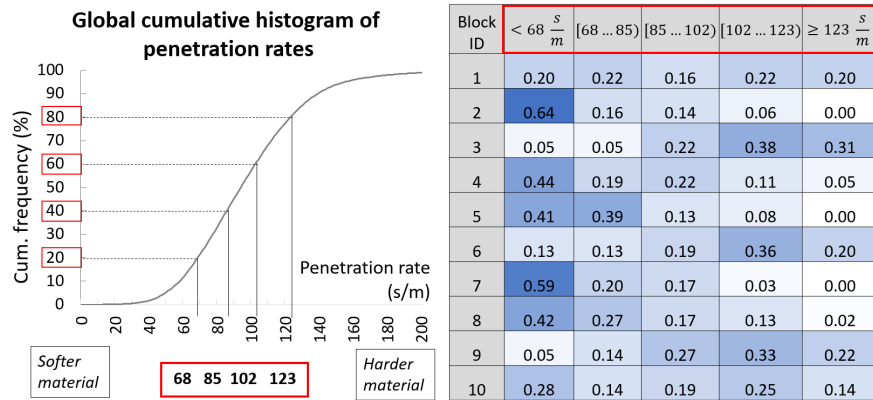 Global cumulative histogram of
penetration rates
Cum. frequency (%)
100
90
80
70
60
50
40
30
20
10
0
0 20 40 60 80 100 120 140 160 180 200
Penetration rate
(s/m)
Softer
material
68 85 102 123
Harder
material
Block
ID < 68 s/m [68 ... 85) [85 ... 102) [102 ... 123) ≥ 123 s/m
1 0.20 0.22 0.16 0.22 0.20
2 0.64 0.16 0.14 0.06 0.00
3 0.05 0.05 0.22 0.38 0.31
4 0.44 0.19 0.22 0.11 0.05
5 0.41 0.39 0.13 0.08 0.00
6 0.13 0.13 0.19 0.36 0.20
7 0.59 0.20 0.17 0.03 0.00
8 0.42 0.27 0.17 0.13 0.02
9 0.05 0.14 0.27 0.33 0.22
10 0.28 0.14 0.19 0.25 0.14